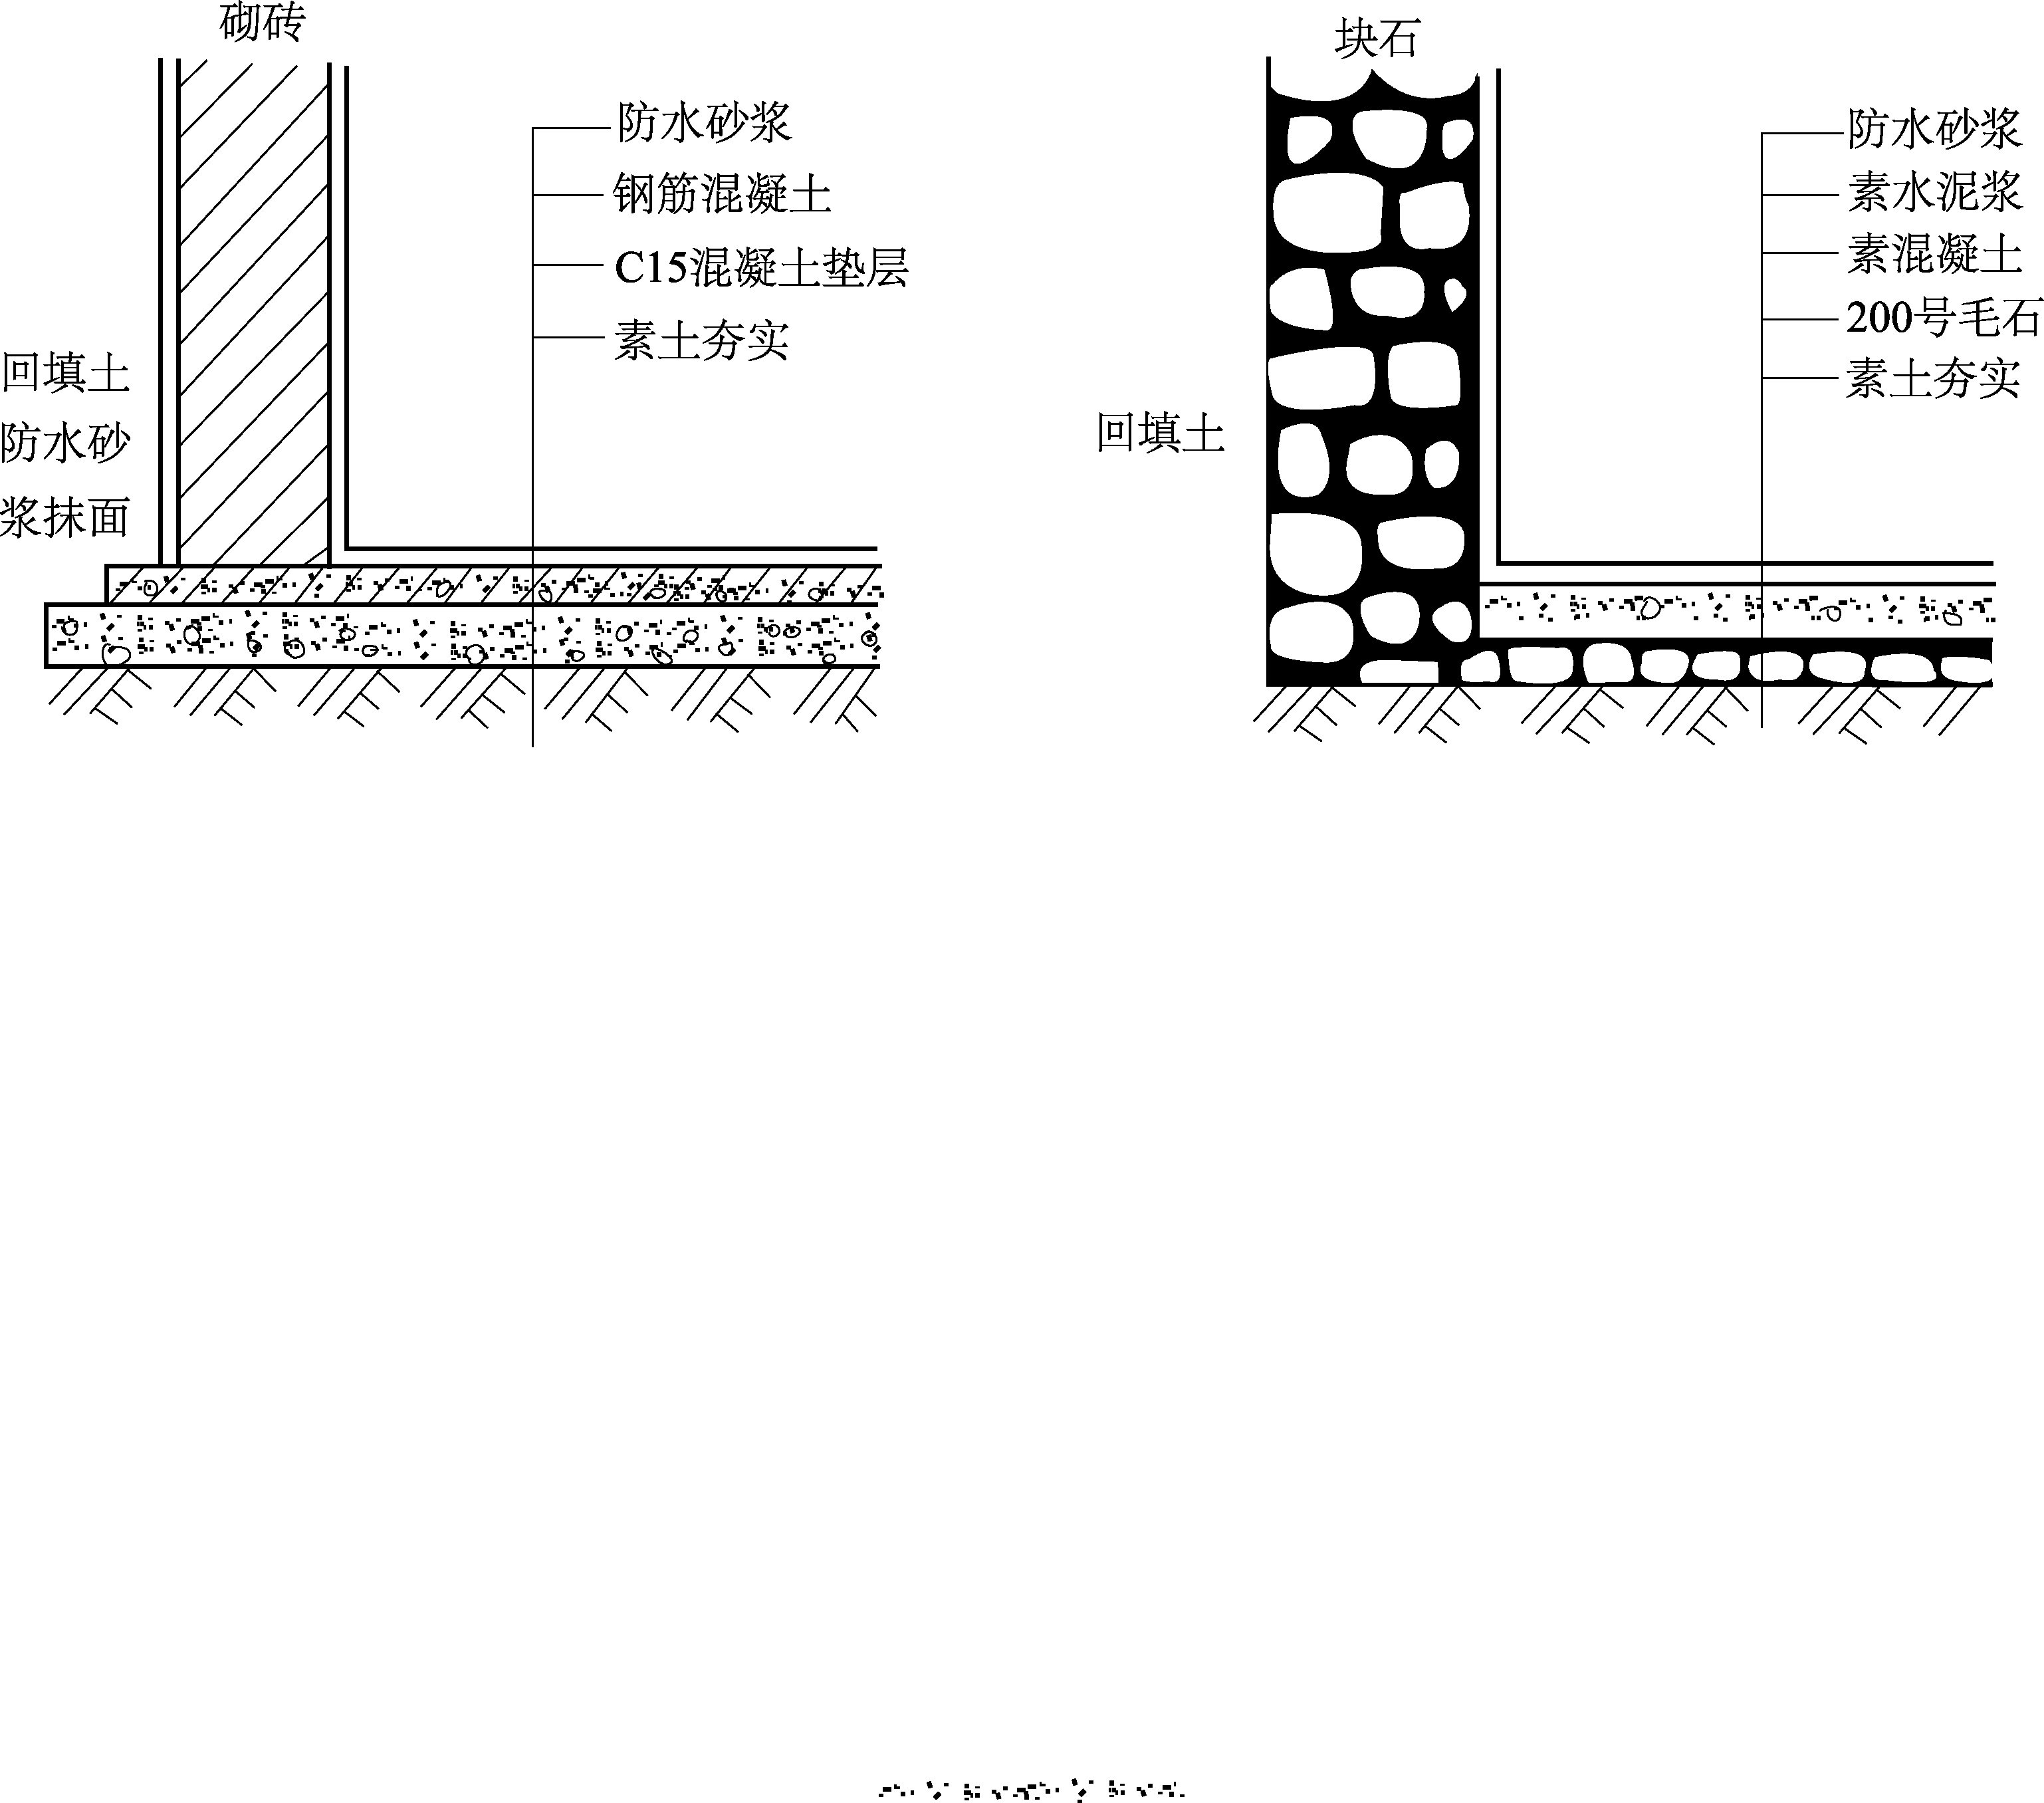 砌砖
防水砂浆
钢筋混凝土
C15混凝土垫层
素土夯实
回填土
防水砂
浆抹面
块石
防水砂浆
素水泥浆
素混凝土
200号毛石
素土夯实
回填土